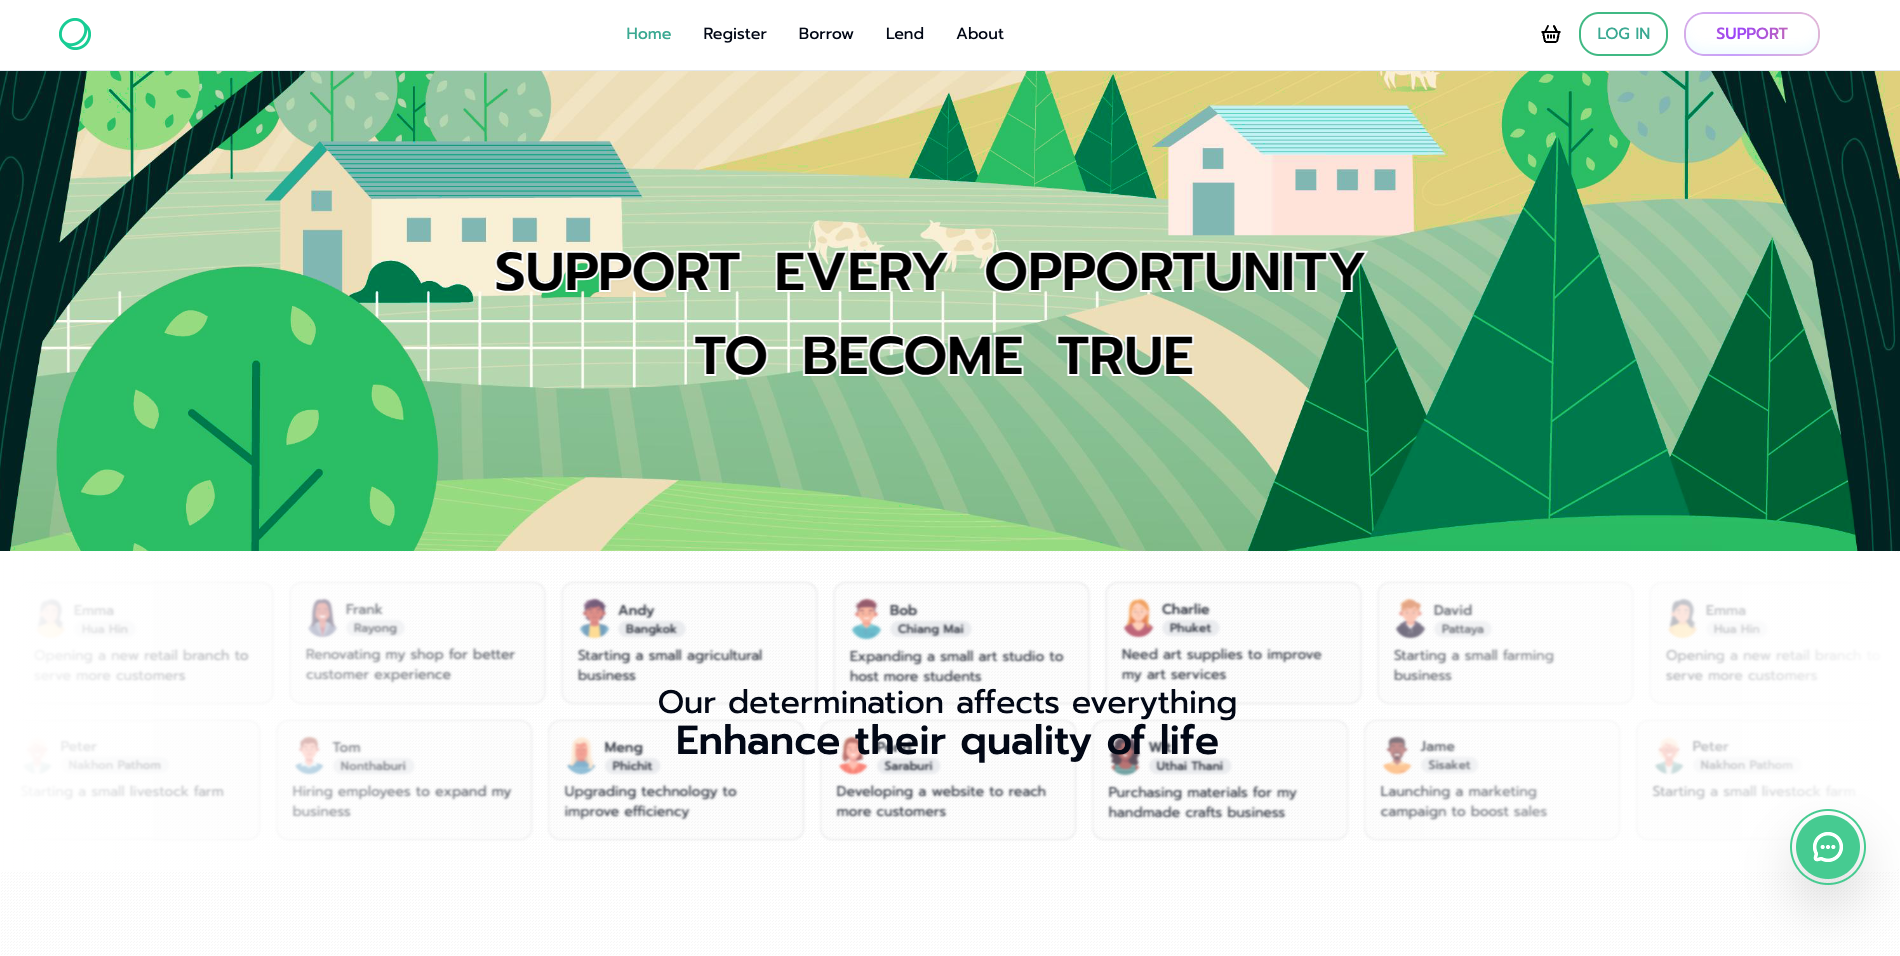 Home Register Borrow Lend About LOG IN SUPPORT
SUPPORT EVERY OPPORTUNITY
TO BECOME TRUE
Emma
Hua Hin
Opening a new retail branch to
serve more customers
Frank
Rayong
Renovating my shop for better
customer experience
Andy
Bangkok
Starting a small agricultural
business
Bob
Chiang Mai
Expanding a small art studio to
host more students
Charlie
Phuket
Need art supplies to improve
my art services
David
Pattaya
Starting a small farming
business
Emma
Hua Hin
Opening a new retail branch to
serve more customers
Our determination affects everything
Enhance their quality of life
Peter
Nakhon Pathom
Starting a small livestock farm
Tom
Nonthaburi
Hiring employees to expand my
business
Meng
Phichit
Upgrading technology to
improve efficiency
Saraburi
Developing a website to reach
more customers
Uthai Thani
Purchasing materials for my
handmade crafts business
Jame
Sisaket
Launching a marketing
campaign to boost sales
Peter
Nakhon Pathom
Starting a small livestock farm